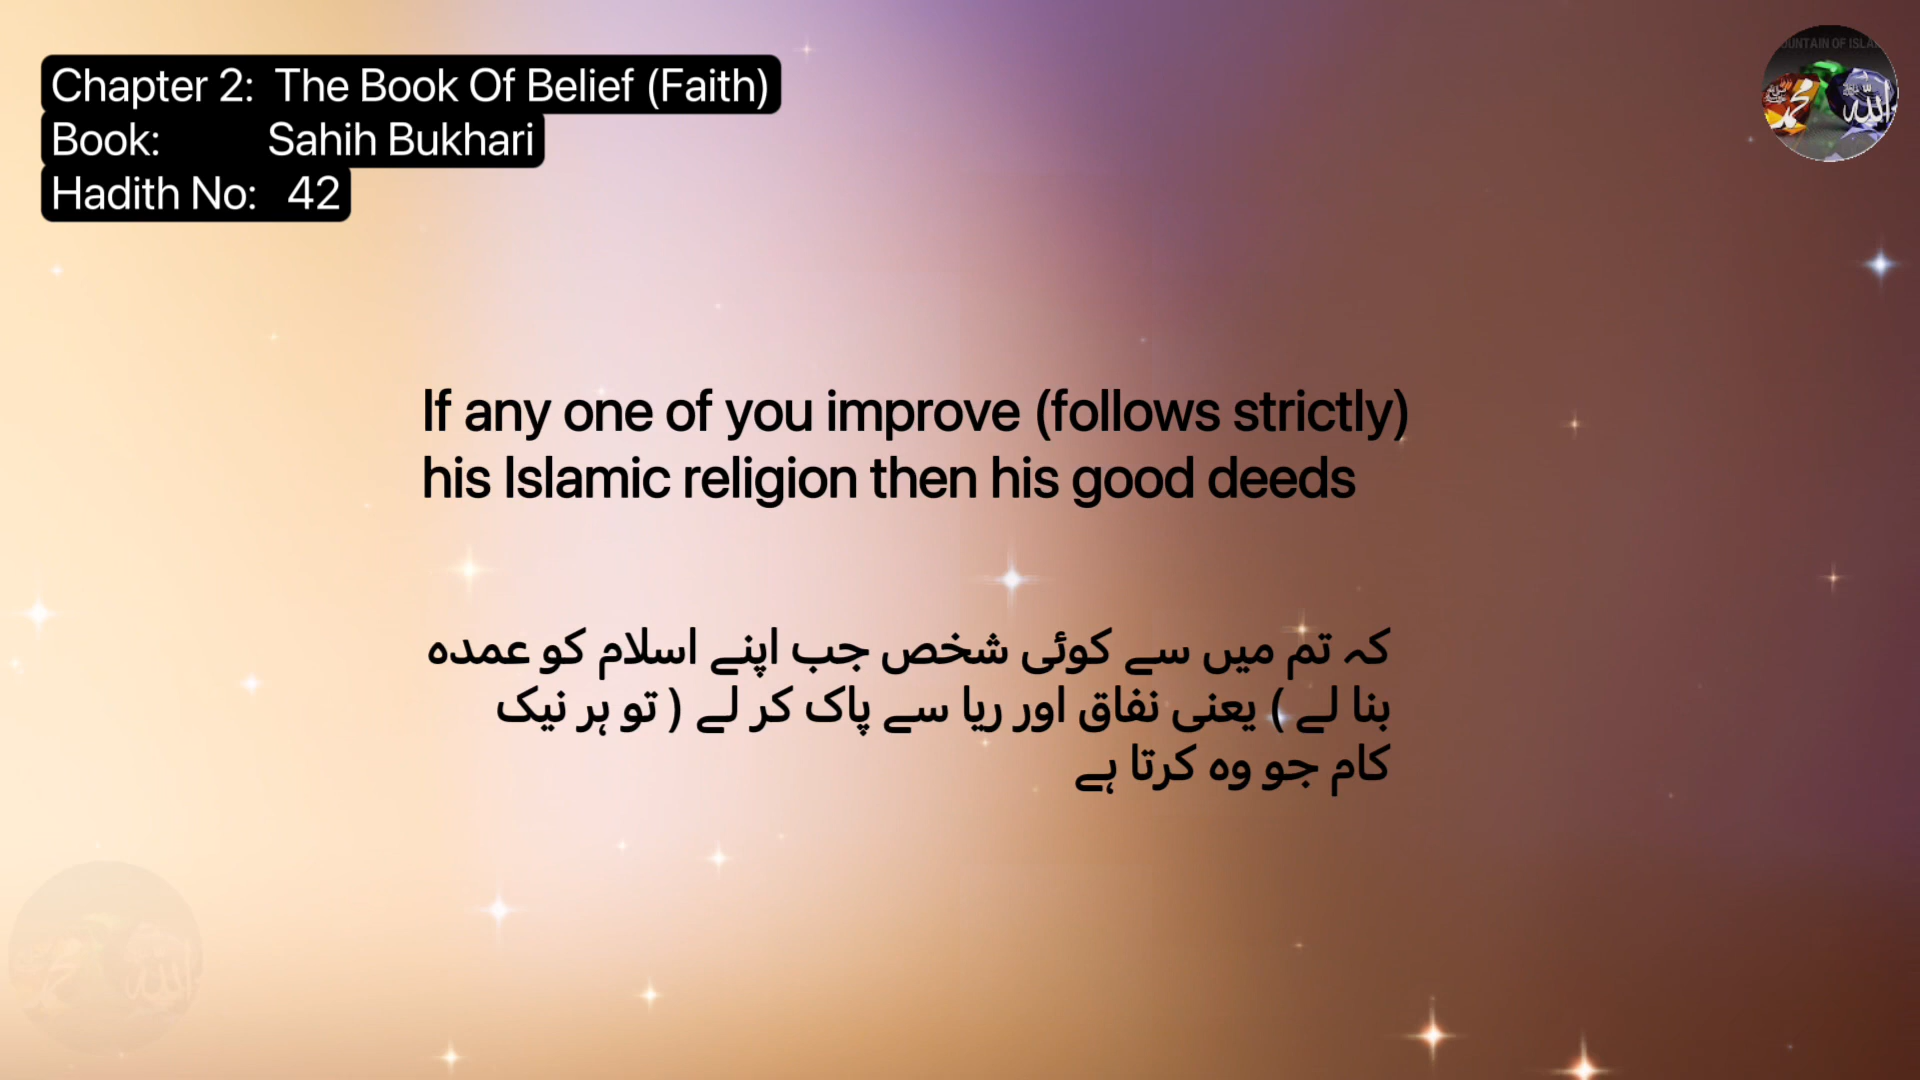 Chapter 2: The Book Of Belief (Faith)
Book: Sahih Bukhari
Hadith No: 42
If any one of you improve (follows strictly)
his Islamic religion then his good deeds
کہ تم میں سے کوئی شخص جب اپنے اسلام کو عمدہ
بنا لے ) یعنی نفاق اور ریا سے پاک کر لے ( تو ہر نیک
کام جو وہ کرتا ہے
محمد
الله